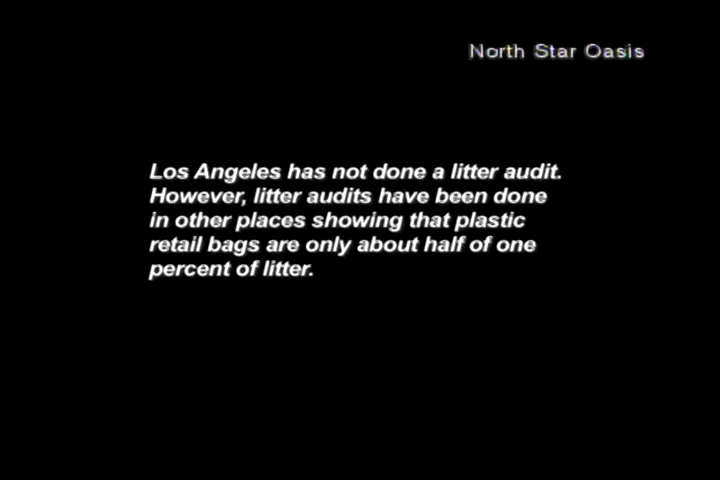 North Star Oasis
Los Angeles has not done a litter audit.
However, litter audits have been done
in other places showing that plastic
retail bags are only about half of one
percent of litter.